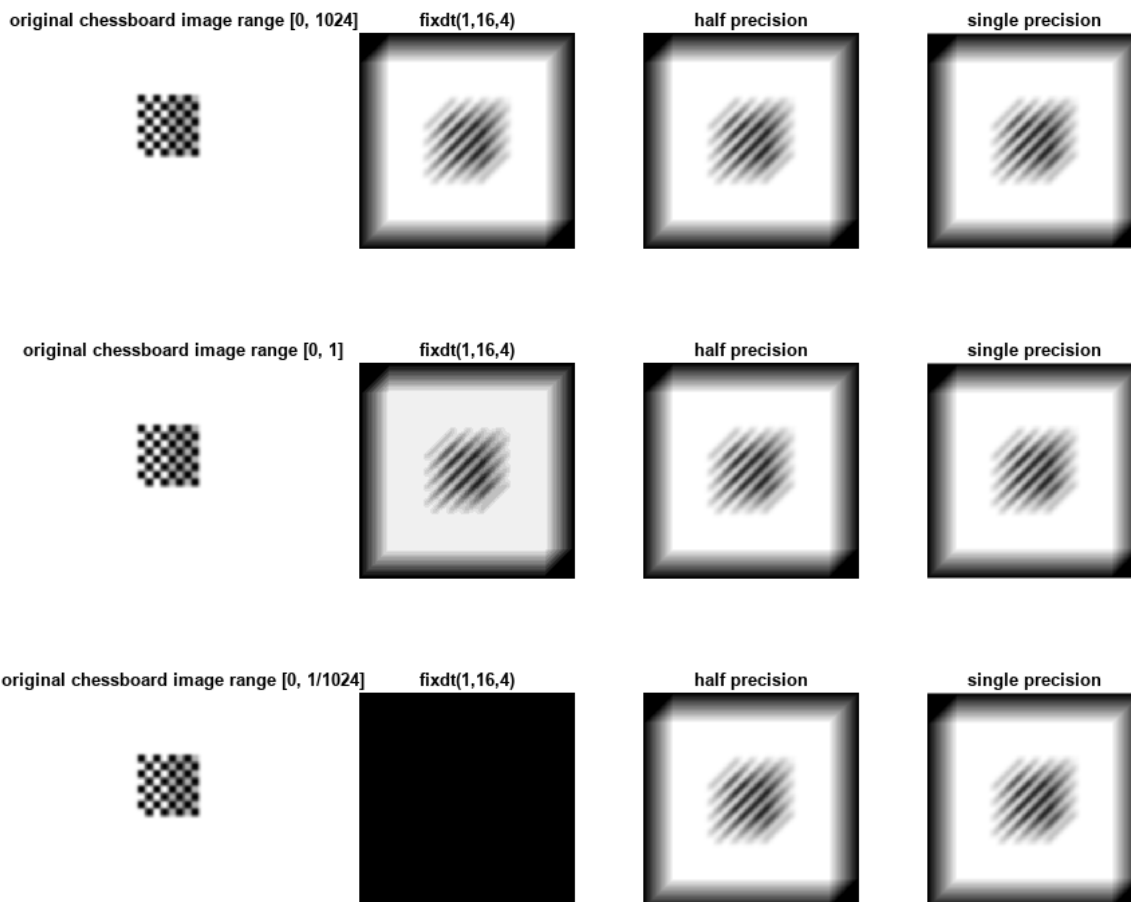 original chessboard image range [0, 1024]
fixdt(1,16,4)
half precision
single precision
original chessboard image range [0, 1]
fixdt(1,16,4)
half precision
single precision
original chessboard image range [0, 1/1024]
fixdt(1,16,4)
half precision
single precision